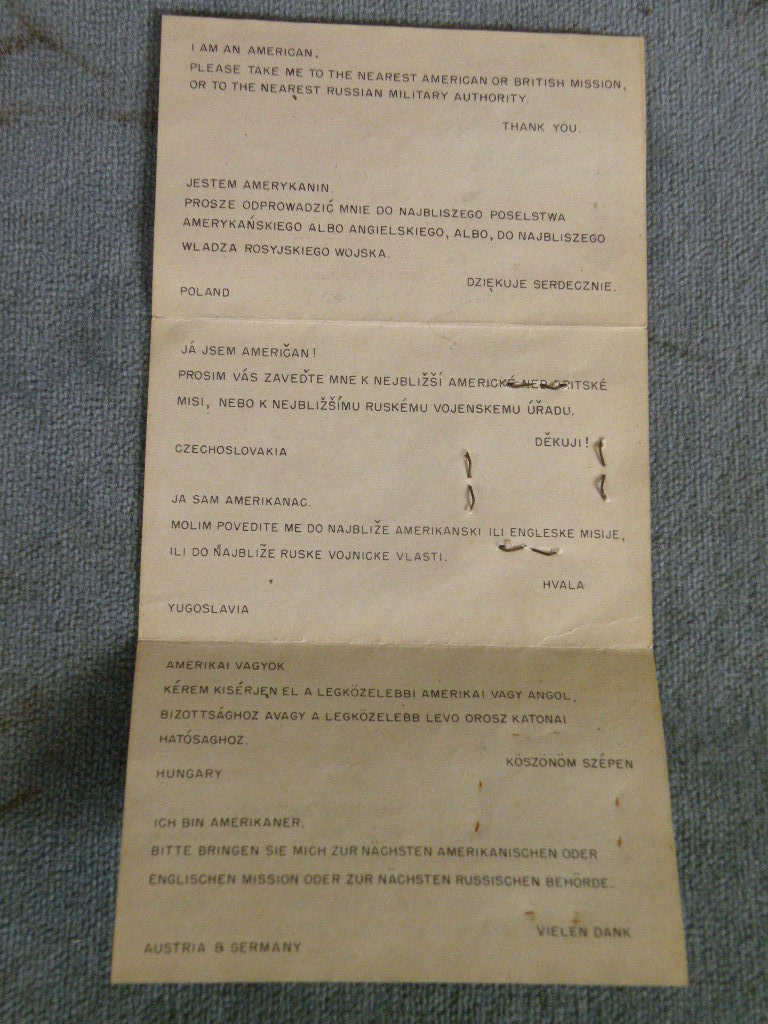 I AM AN AMERICAN.
PLEASE TAKE ME TO THE NEAREST AMERICAN OR BRITISH MISSION,
OR TO THE NEAREST RUSSIAN MILITARY AUTHORITY.
THANK YOU.
JESTEM AMERYKANIN.
PROSZE ODPROWADZIĆ MNIE DO NAJBLISZEGO POSELSTWA
AMERYKAŃSKIEGO ALBO ANGIELSKIEGO, ALBO, DO NAJBLISZEGO
WLADZA ROSYJSKIEGO WOJSKA.
DZIĘKUJE SERDECZNIE.
POLAND
JÁ JSEM AMERIČAN!
PROSIM VÁS ZAVEĎTE MNE K NEJBLIŽŠÍ AMERICKÉ NEBO BRITSKÉ
MISI, NEBO K NEJBLIŽŠÍMU RUSKÉMU VOJENSKEMU ÚŘADU.
DĚKUJI!
CZECHOSLOVAKIA
JA SAM AMERIKANAC.
MOLIM POVEDITE ME DO NAJBLIŽE AMERIKANSKI ILI ENGLESKE MISIJE,
ILI DO NAJBLIŽE RUSKE VOJNICKE VLASTI.
HVALA
YUGOSLAVIA
AMERIKAI VAGYOK
KÉREM KISÉRJEN EL A LEGKÖZELEBBI AMERIKAI VAGY ANGOL,
BIZOTTSÁGHOZ AVAGY A LEGKÖZELEBB LEVO OROSZ KATONAI
HATÓSAGHOZ.
KÖSZÖNÖM SZÉPEN
HUNGARY
ICH BIN AMERIKANER.
BITTE BRINGEN SIE MICH ZUR NÄCHSTEN AMERIKANISCHEN ODER
ENGLISCHEN MISSION ODER ZUR NÄCHSTEN RUSSISCHEN BEHÖRDE.
VIELEN DANK
AUSTRIA & GERMANY